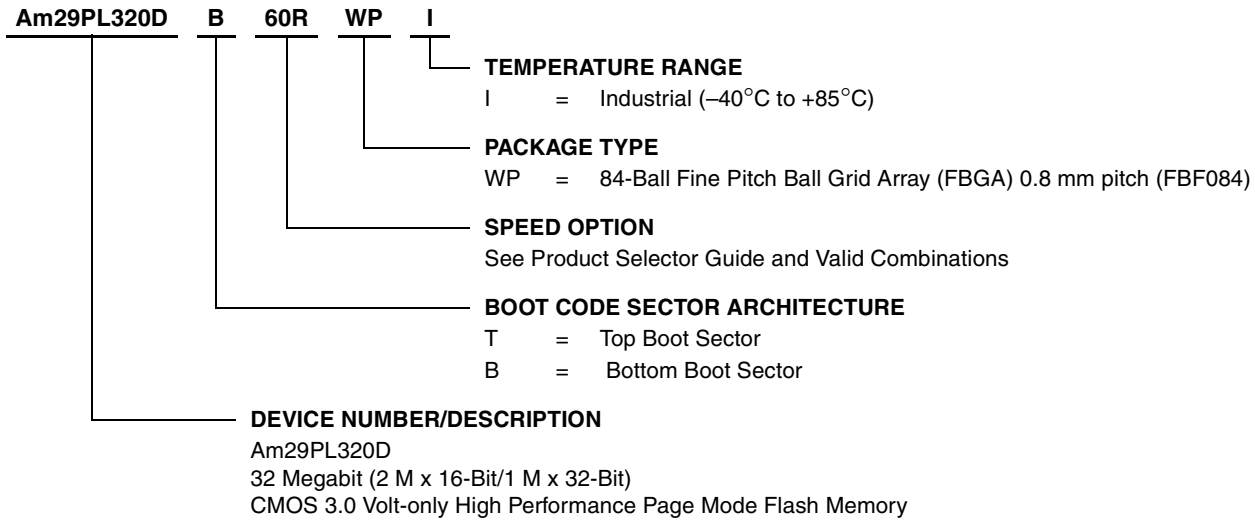 Am29PL320D B 60R WP I
TEMPERATURE RANGE
I = Industrial (–40°C to +85°C)
PACKAGE TYPE
WP = 84-Ball Fine Pitch Ball Grid Array (FBGA) 0.8 mm pitch (FBF084)
SPEED OPTION
See Product Selector Guide and Valid Combinations
BOOT CODE SECTOR ARCHITECTURE
T = Top Boot Sector
B = Bottom Boot Sector
DEVICE NUMBER/DESCRIPTION
Am29PL320D
32 Megabit (2 M x 16-Bit/1 M x 32-Bit)
CMOS 3.0 Volt-only High Performance Page Mode Flash Memory